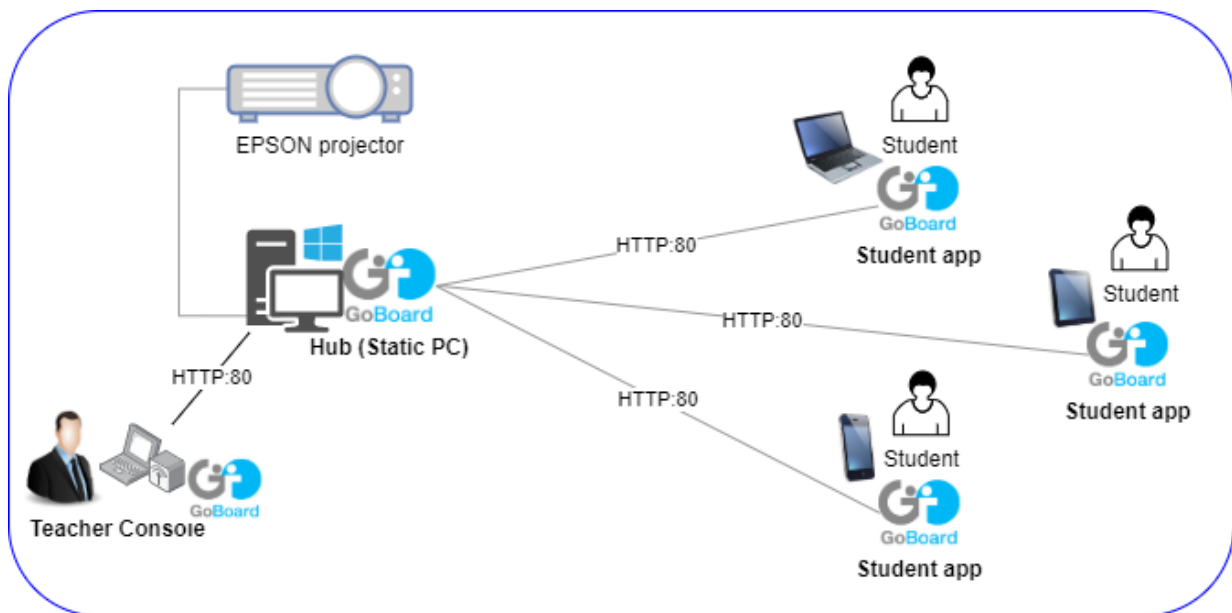 EPSON projector
Student
GoBoard
Student app
HTTP:80
Student
HTTP:80
GoBoard
Student app
GoBoard
Hub (Static PC)
HTTP:80
HTTP:80
Student
GoBoard
Student app
GoBoard
Teacher Console